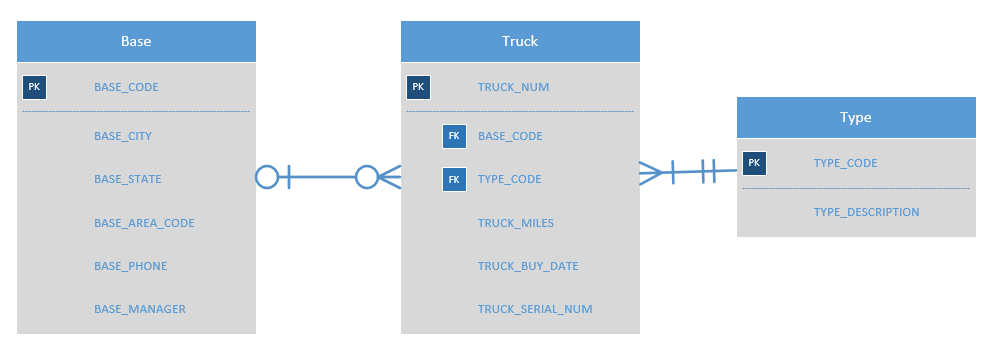 Base
PK BASE_CODE
BASE_CITY
BASE_STATE
BASE_AREA_CODE
BASE_PHONE
BASE_MANAGER
Truck
PK TRUCK_NUM
FK BASE_CODE
FK TYPE_CODE
TRUCK_MILES
TRUCK_BUY_DATE
TRUCK_SERIAL_NUM
Type
PK TYPE_CODE
TYPE_DESCRIPTION